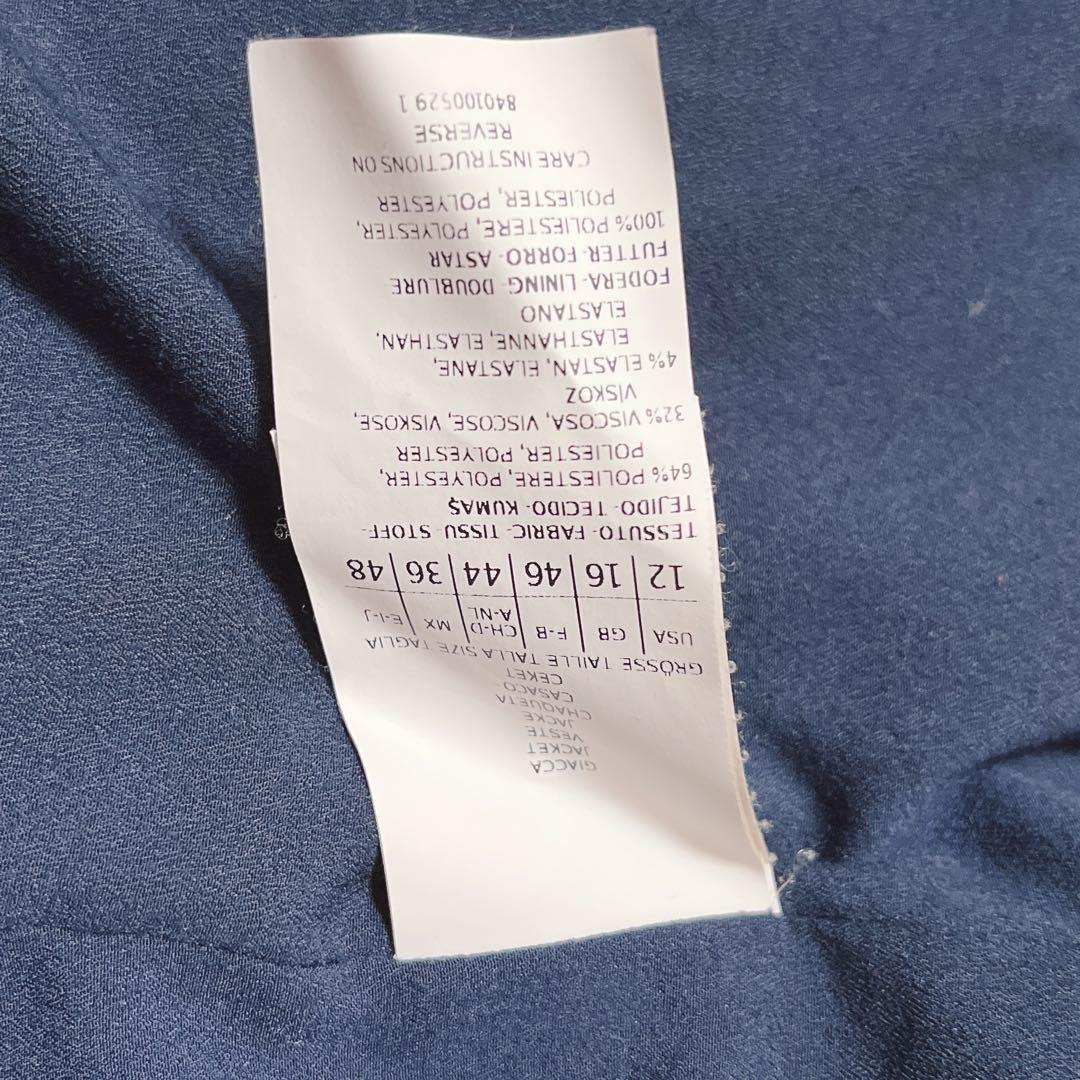 GIACCA
JACKET
VESTE
JACKE
CHAQUETA
CASACO
CEKET
GRÖSSE TAILLE TALLA SIZE TAGLIA
USA GB F-B CH-D A-NL MX E-I-J
12 16 46 44 36 48
TESSUTO-FABRIC-TISSU-STOFF-
TEJIDO-TECIDO-KUMAŞ
64% POLIESTERE, POLYESTER,
POLIESTER, POLYESTER
32% VISCOSA, VISCOSE, VISKOSE,
VİSKOZ
4% ELASTAN, ELASTANE,
ELASTHANNE, ELASTHAN,
ELASTANO
FODERA-LINING-DOUBLURE-
FUTTER-FORRO-ASTAR
100% POLIESTERE, POLYESTER,
POLIESTER, POLYESTER
CARE INSTRUCTIONS ON
REVERSE
840100529 1